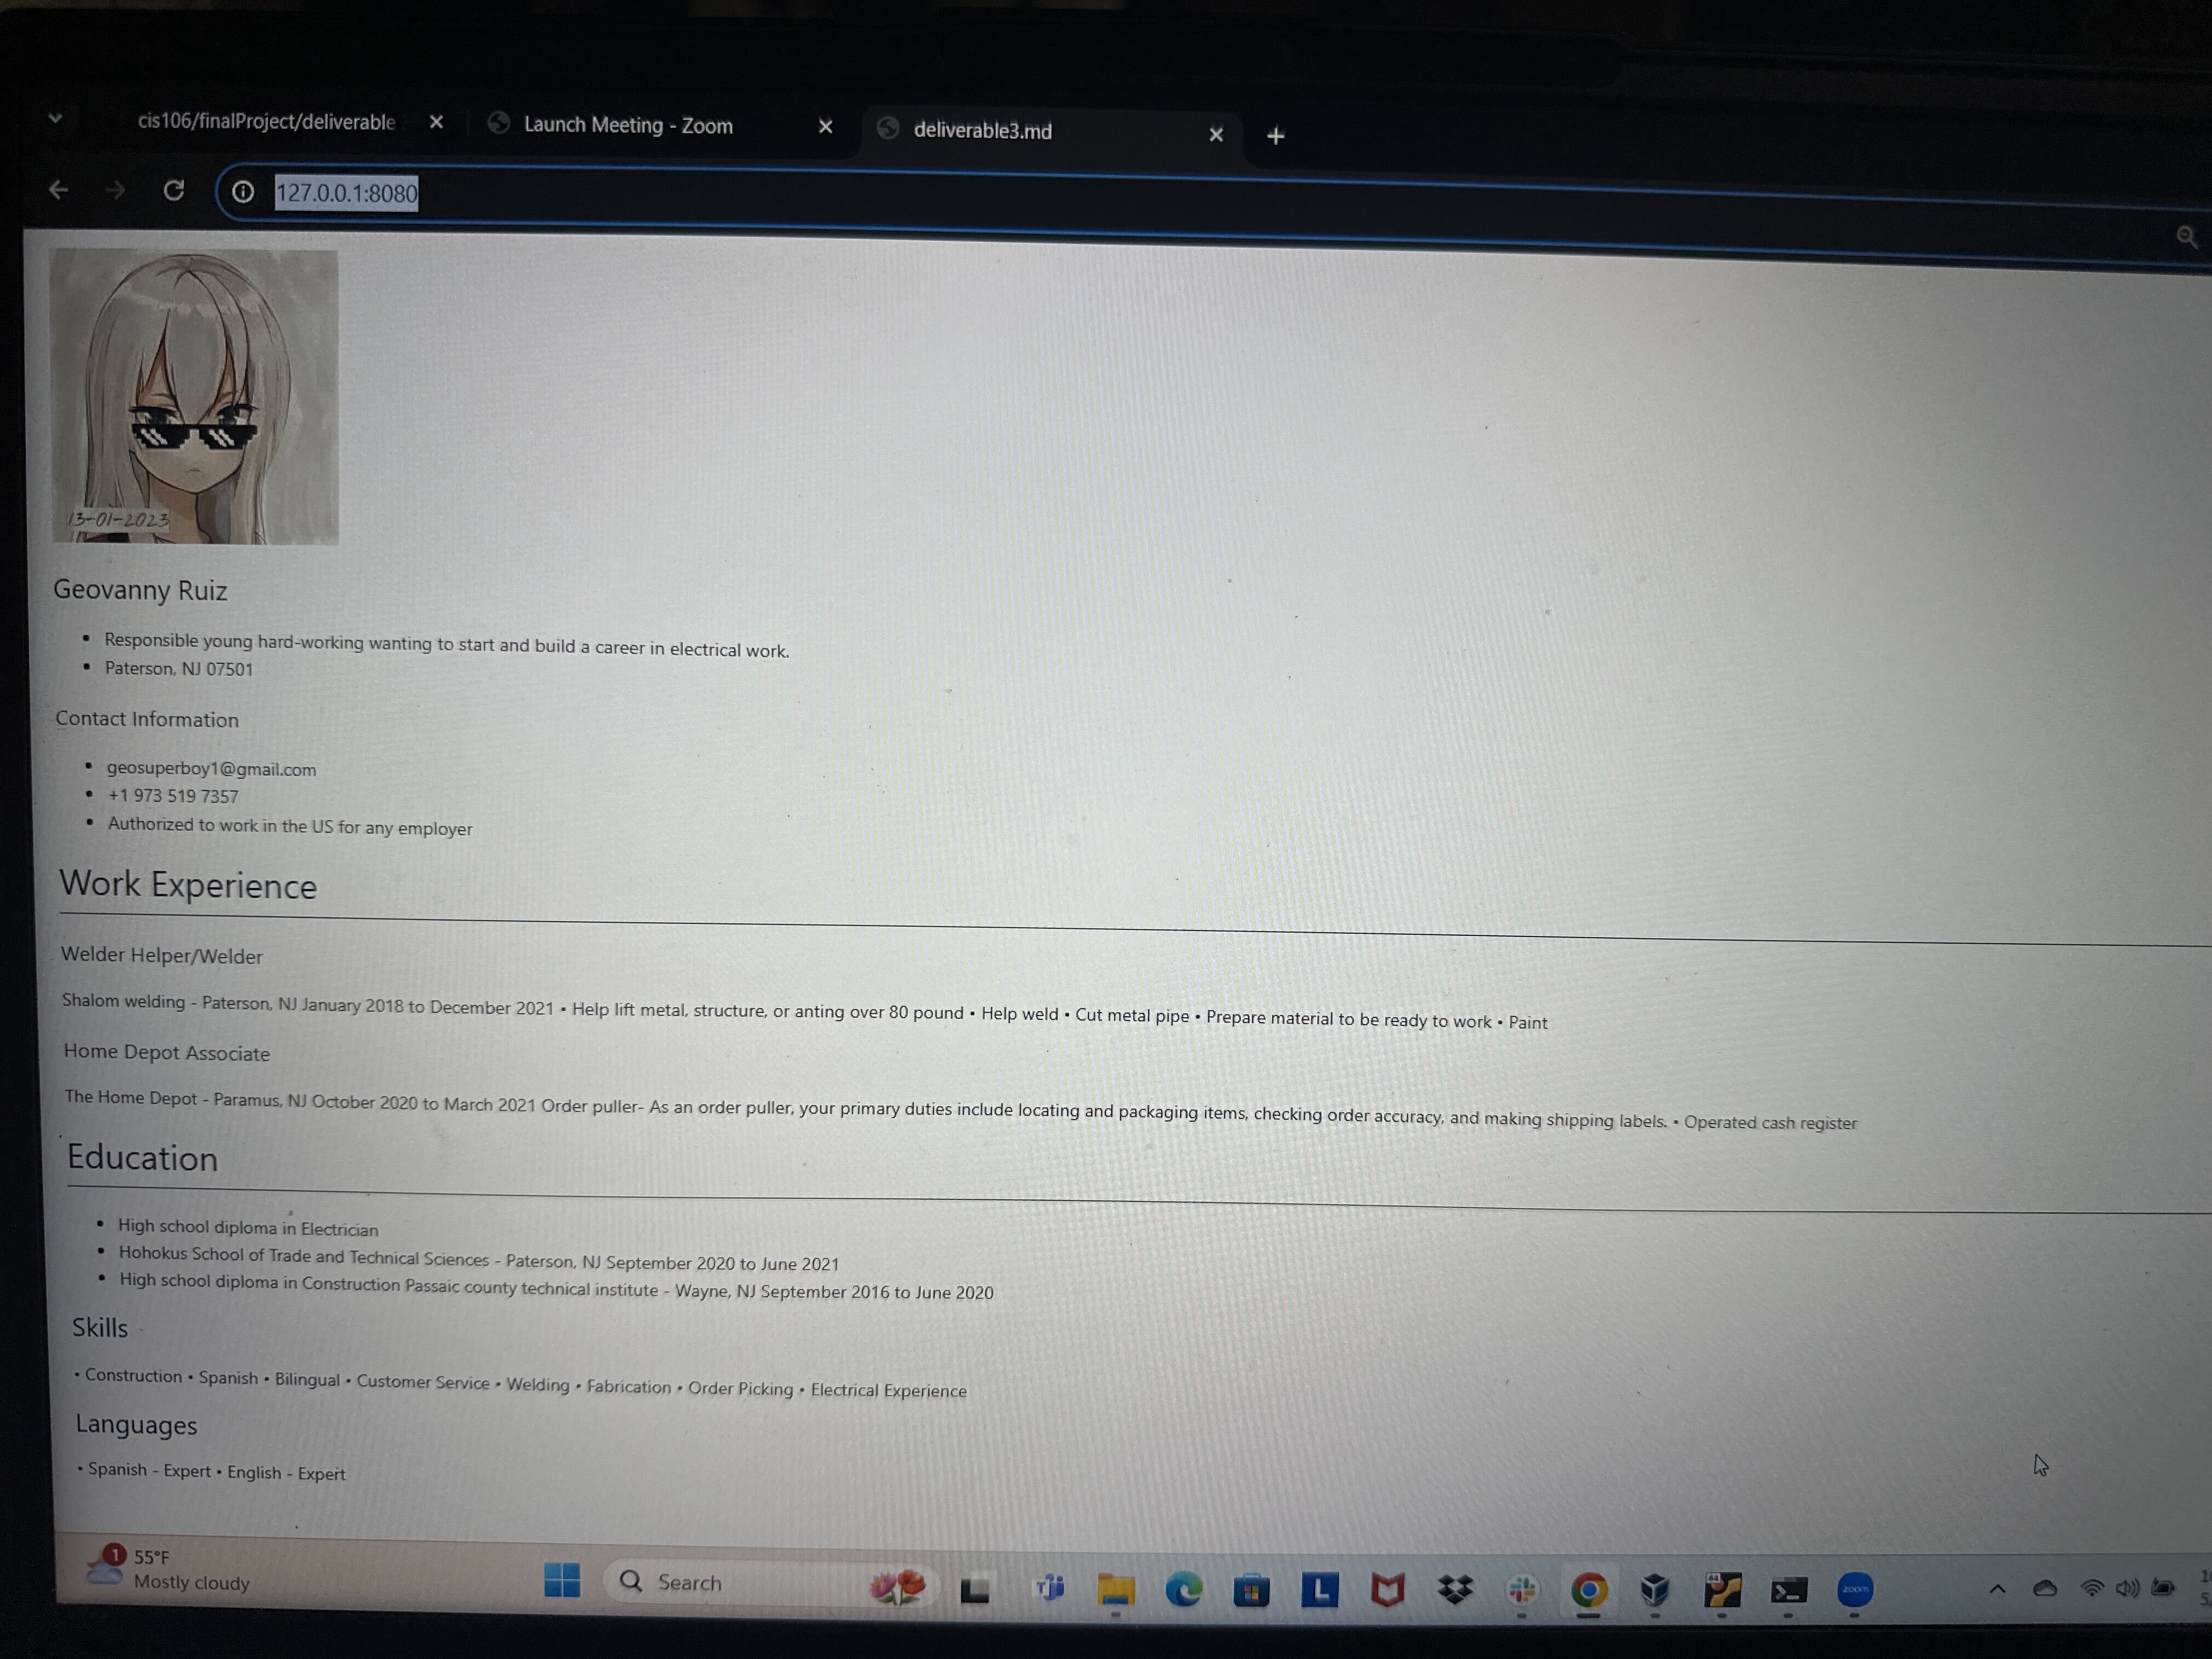 cis106/finalProject/deliverable
Launch Meeting - Zoom
deliverable3.md
127.0.0.1:8080
13-01-2023
Geovanny Ruiz
• Responsible young hard-working wanting to start and build a career in electrical work.
• Paterson, NJ 07501
Contact Information
• geosuperboy1@gmail.com
• +1 973 519 7357
• Authorized to work in the US for any employer
Work Experience
Welder Helper/Welder
Shalom welding - Paterson, NJ January 2018 to December 2021 • Help lift metal, structure, or anting over 80 pound • Help weld • Cut metal pipe • Prepare material to be ready to work • Paint
Home Depot Associate
The Home Depot - Paramus, NJ October 2020 to March 2021 Order puller- As an order puller, your primary duties include locating and packaging items, checking order accuracy, and making shipping labels. • Operated cash register
Education
• High school diploma in Electrician
• Hohokus School of Trade and Technical Sciences - Paterson, NJ September 2020 to June 2021
• High school diploma in Construction Passaic county technical institute - Wayne, NJ September 2016 to June 2020
Skills
• Construction • Spanish • Bilingual • Customer Service • Welding • Fabrication • Order Picking • Electrical Experience
Languages
• Spanish - Expert • English - Expert
1
55°F
Mostly cloudy
Search
L
64
zoom